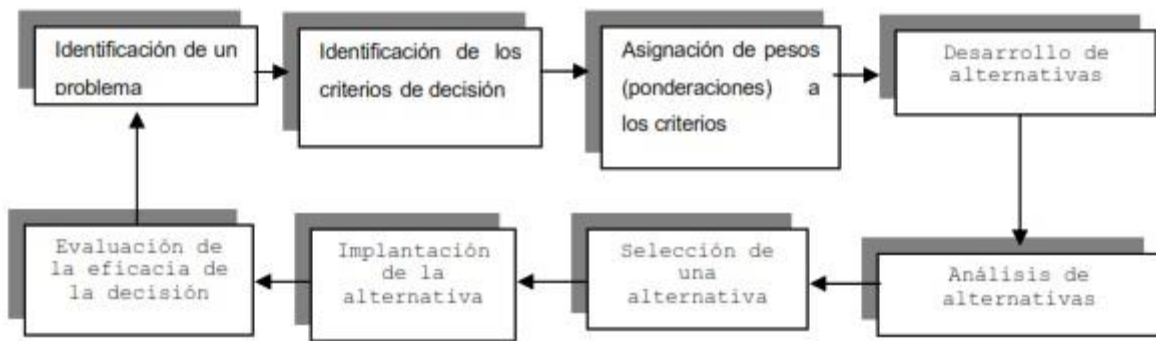 Identificación de un
problema
Identificación de los
criterios de decisión
Asignación de pesos
(ponderaciones) a
los criterios
Desarrollo de
alternativas
Análisis de
alternativas
Selección de
una
alternativa
Implantación
de la
alternativa
Evaluación de
la eficacia de
la decisión